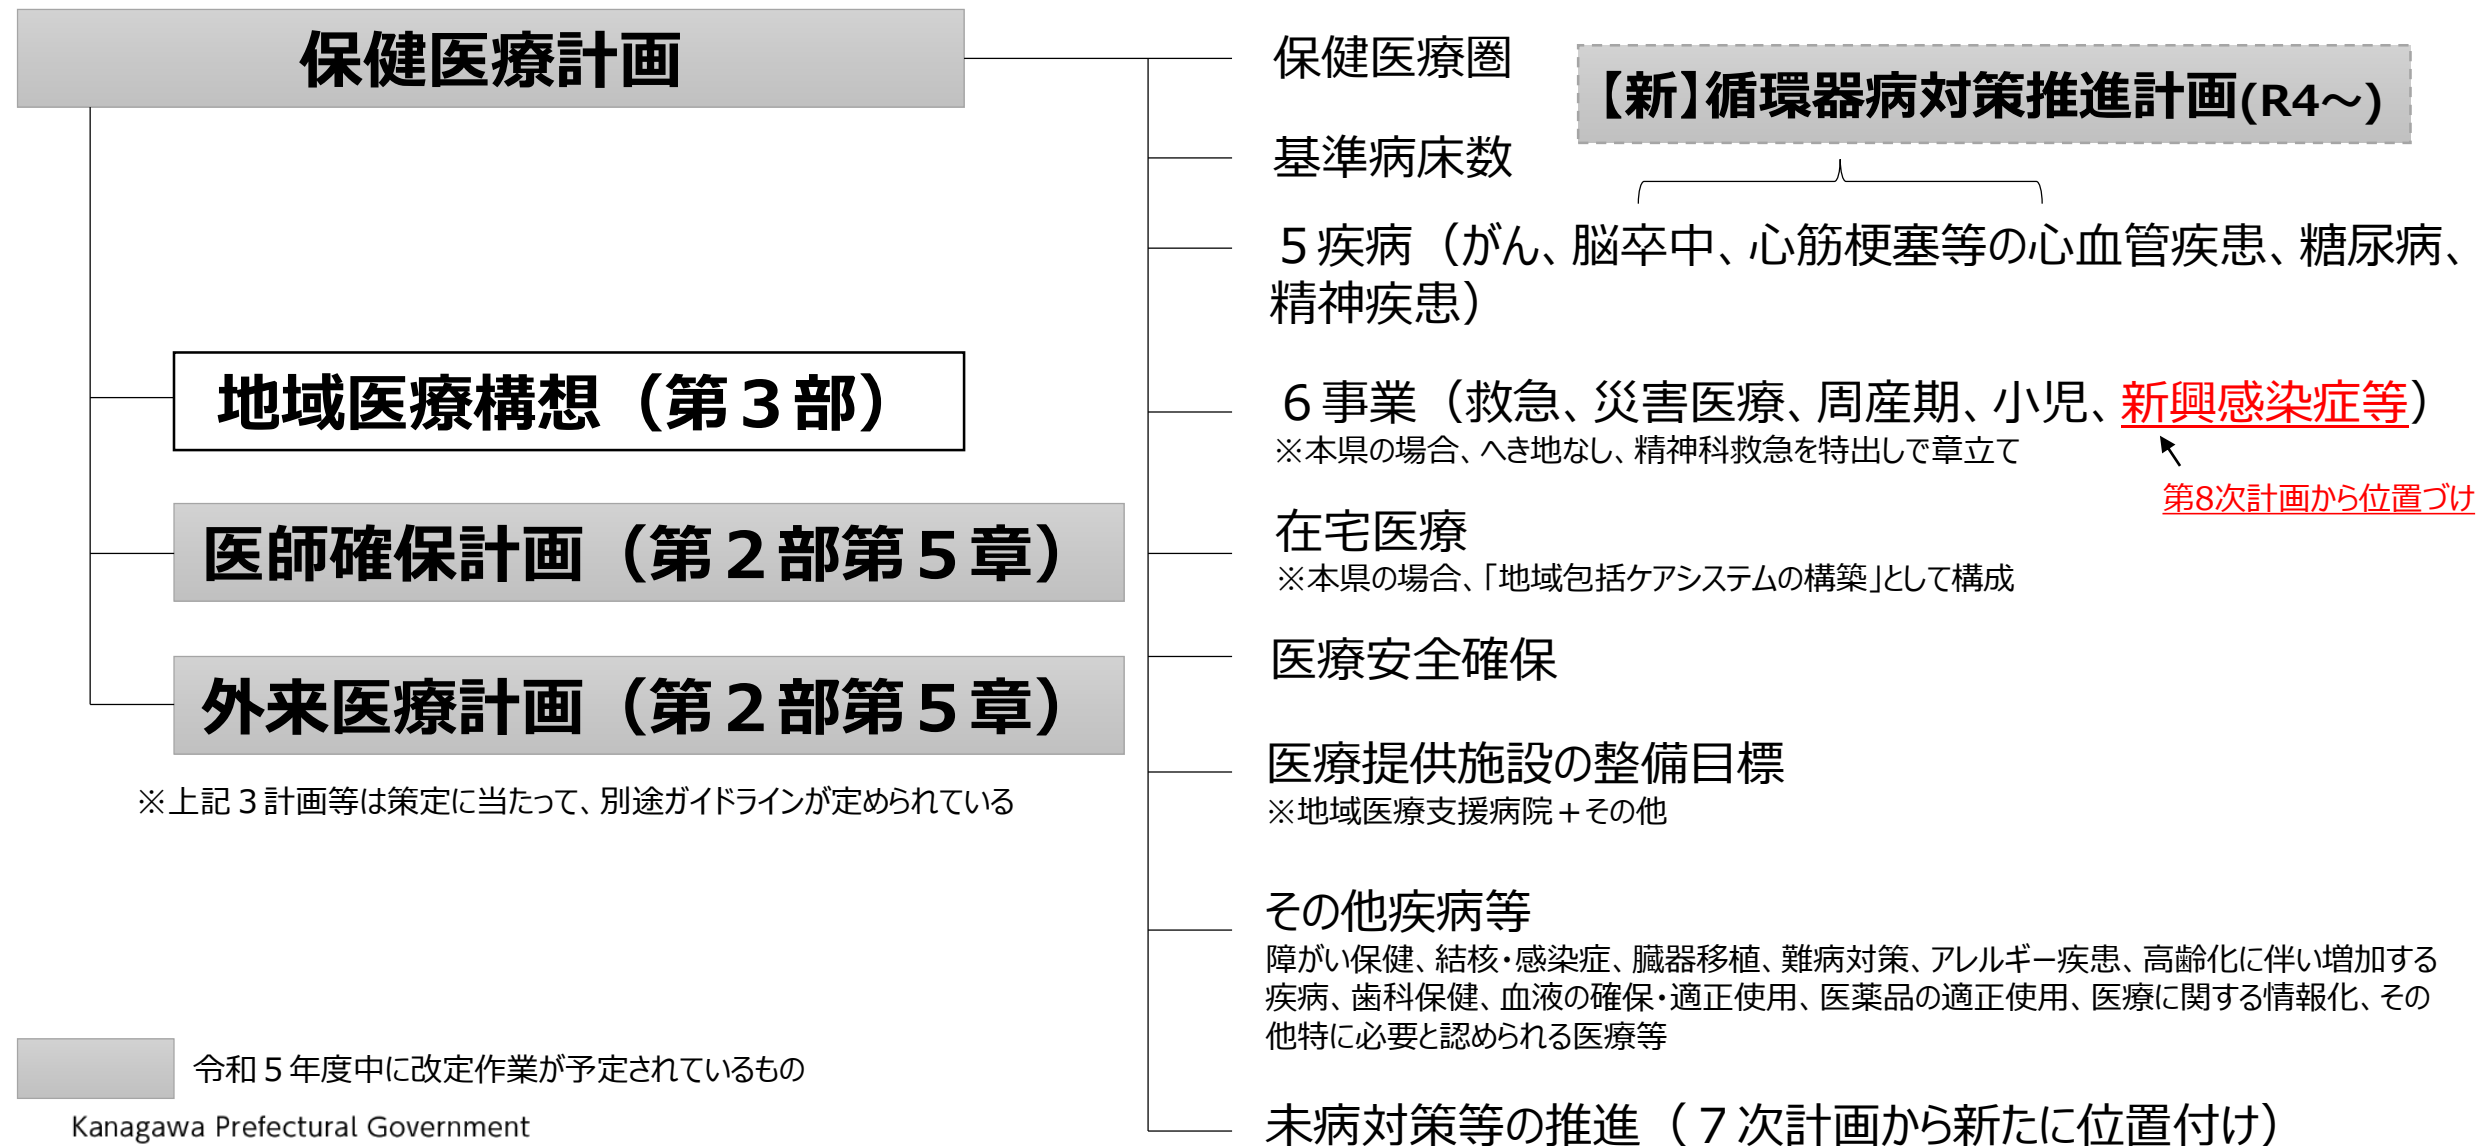 保健医療計画
地域医療構想（第３部）
医師確保計画（第２部第５章）
外来医療計画（第２部第５章）
※上記３計画等は策定に当たって、別途ガイドラインが定められている
令和５年度中に改定作業が予定されているもの
Kanagawa Prefectural Government
保健医療圏
【新】循環器病対策推進計画(R4～)
基準病床数
５疾病（がん、脳卒中、心筋梗塞等の心血管疾患、糖尿病、
精神疾患）
６事業（救急、災害医療、周産期、小児、新興感染症等）
※本県の場合、へき地なし、精神科救急を特出しで章立て
第8次計画から位置づけ
在宅医療
※本県の場合、「地域包括ケアシステムの構築」として構成
医療安全確保
医療提供施設の整備目標
※地域医療支援病院＋その他
その他疾病等
障がい保健、結核・感染症、臓器移植、難病対策、アレルギー疾患、高齢化に伴い増加する
疾病、歯科保健、血液の確保・適正使用、医薬品の適正使用、医療に関する情報化、その
他特に必要と認められる医療等
未病対策等の推進（７次計画から新たに位置付け）